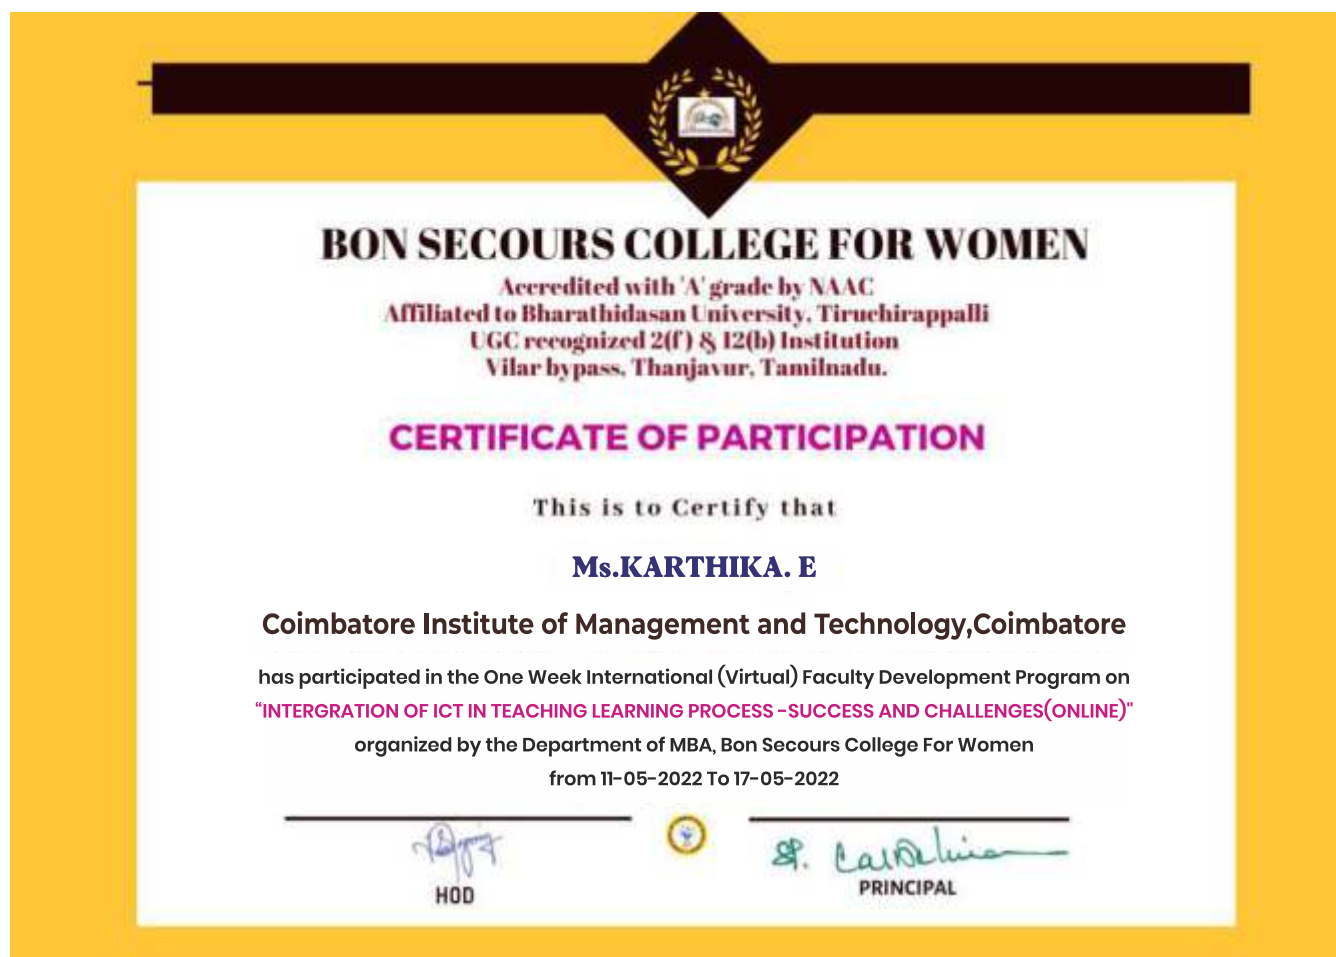 BON SECOURS COLLEGE FOR WOMEN
Accredited with 'A' grade by NAAC
Affiliated to Bharathidasan University, Tiruchirappalli
UGC recognized 2(f) & 12(b) Institution
Vilar bypass, Thanjavur, Tamilnadu.
CERTIFICATE OF PARTICIPATION
This is to Certify that
Ms.KARTHIKA. E
Coimbatore Institute of Management and Technology,Coimbatore
has participated in the One Week International (Virtual) Faculty Development Program on
“INTERGRATION OF ICT IN TEACHING LEARNING PROCESS -SUCCESS AND CHALLENGES(ONLINE)"
organized by the Department of MBA, Bon Secours College For Women
from 11-05-2022 To 17-05-2022
HOD
PRINCIPAL